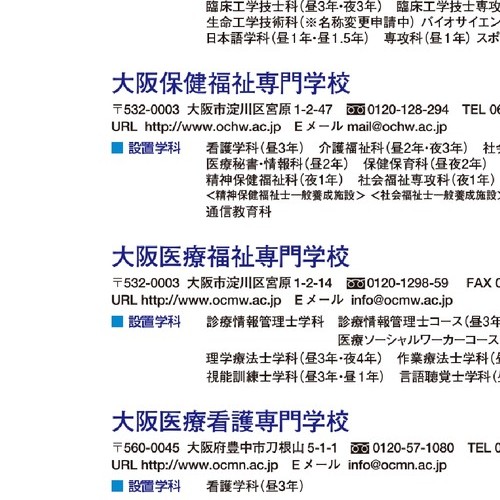 臨床工学技士科(昼3年・夜3年) 臨床工学技士専攻
生命工学技術科(※名称変更申請中) バイオサイエン
日本語学科(昼1年・昼1.5年) 専攻科(昼1年) スポ
大阪保健福祉専門学校
〒532-0003 大阪市淀川区宮原1-2-47 0120-128-294 TEL 06
URL http://www.ochw.ac.jp Eメール mail@ochw.ac.jp
■ 設置学科 看護学科(昼3年) 介護福祉科(昼2年・夜3年) 社
医療秘書・情報科(昼2年) 保健保育科(昼夜2年)
精神保健福祉科(夜1年) 社会福祉専攻科(夜1年)
<精神保健福祉士一般養成施設> <社会福祉士一般養成施設>
通信教育科
大阪医療福祉専門学校
〒532-0003 大阪市淀川区宮原1-2-14 0120-1298-59 FAX 0
URL http://www.ocmw.ac.jp Eメール info@ocmw.ac.jp
■ 設置学科 診療情報管理士学科 診療情報管理士コース(昼3年
医療ソーシャルワーカーコース
理学療法士学科(昼3年・夜4年) 作業療法士学科(昼
視能訓練士学科(昼3年・昼1年) 言語聴覚士学科(昼
大阪医療看護専門学校
〒560-0045 大阪府豊中市刀根山5-1-1 0120-57-1080 TEL 0
URL http://www.ocmn.ac.jp Eメール info@ocmn.ac.jp
■ 設置学科 看護学科(昼3年)